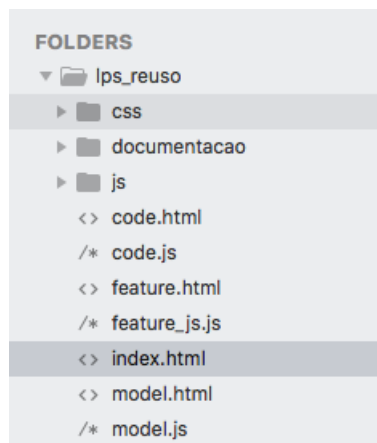 FOLDERS
lps_reuso
css
documentacao
js
<> code.html
/* code.js
<> feature.html
/* feature_js.js
<> index.html
<> model.html
/* model.js